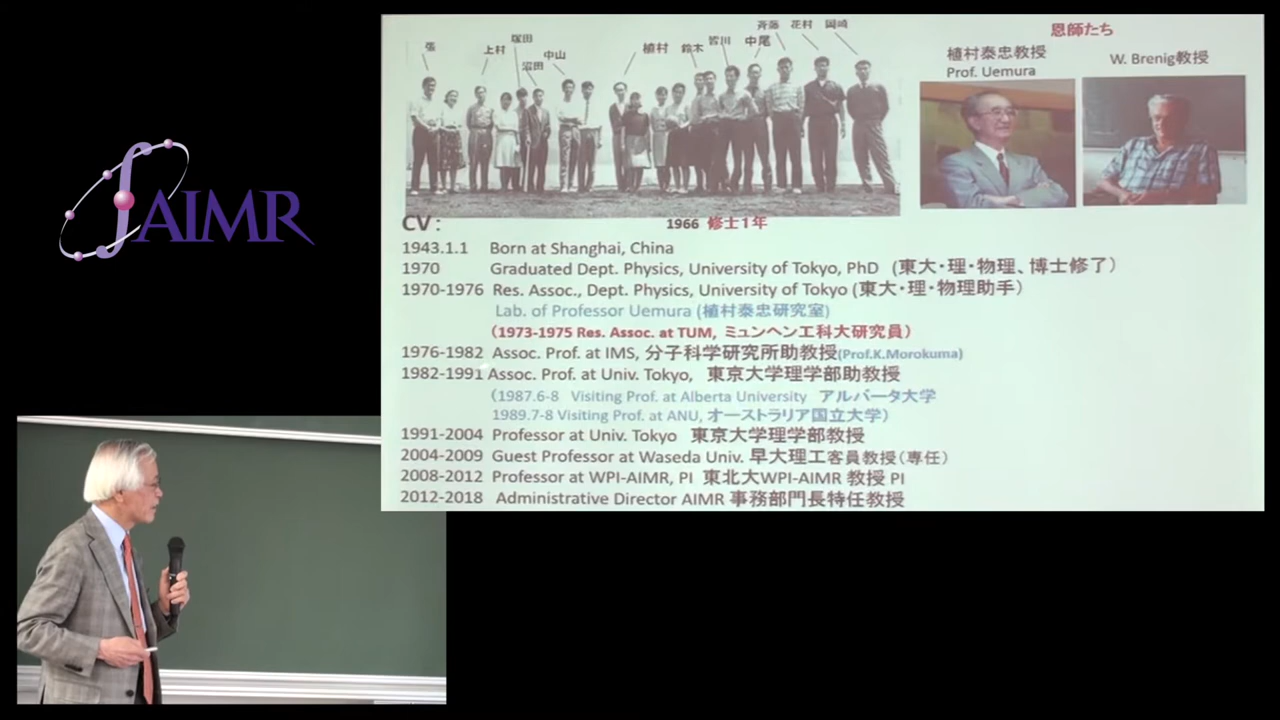 AIMR
張
上村
塚田
沼田
中山
植村
鈴木
皆川
中尾
斉藤
花村
岡崎
恩師たち
植村泰忠教授
Prof. Uemura
W. Brenig教授
CV :
1966 修士1年
1943.1.1 Born at Shanghai, China
1970 Graduated Dept. Physics, University of Tokyo, PhD (東大・理・物理、博士修了)
1970-1976 Res. Assoc., Dept. Physics, University of Tokyo (東大・理・物理助手)
Lab. of Professor Uemura (植村泰忠研究室)
(1973-1975 Res. Assoc. at TUM, ミュンヘン工科大研究員)
1976-1982 Assoc. Prof. at IMS, 分子科学研究所助教授(Prof.K.Morokuma)
1982-1991 Assoc. Prof. at Univ. Tokyo, 東京大学理学部助教授
(1987.6-8 Visiting Prof. at Alberta University アルバータ大学
1989.7-8 Visiting Prof. at ANU, オーストラリア国立大学)
1991-2004 Professor at Univ. Tokyo 東京大学理学部教授
2004-2009 Guest Professor at Waseda Univ. 早大理工客員教授(専任)
2008-2012 Professor at WPI-AIMR, PI 東北大WPI-AIMR 教授 PI
2012-2018 Administrative Director AIMR 事務部門長特任教授